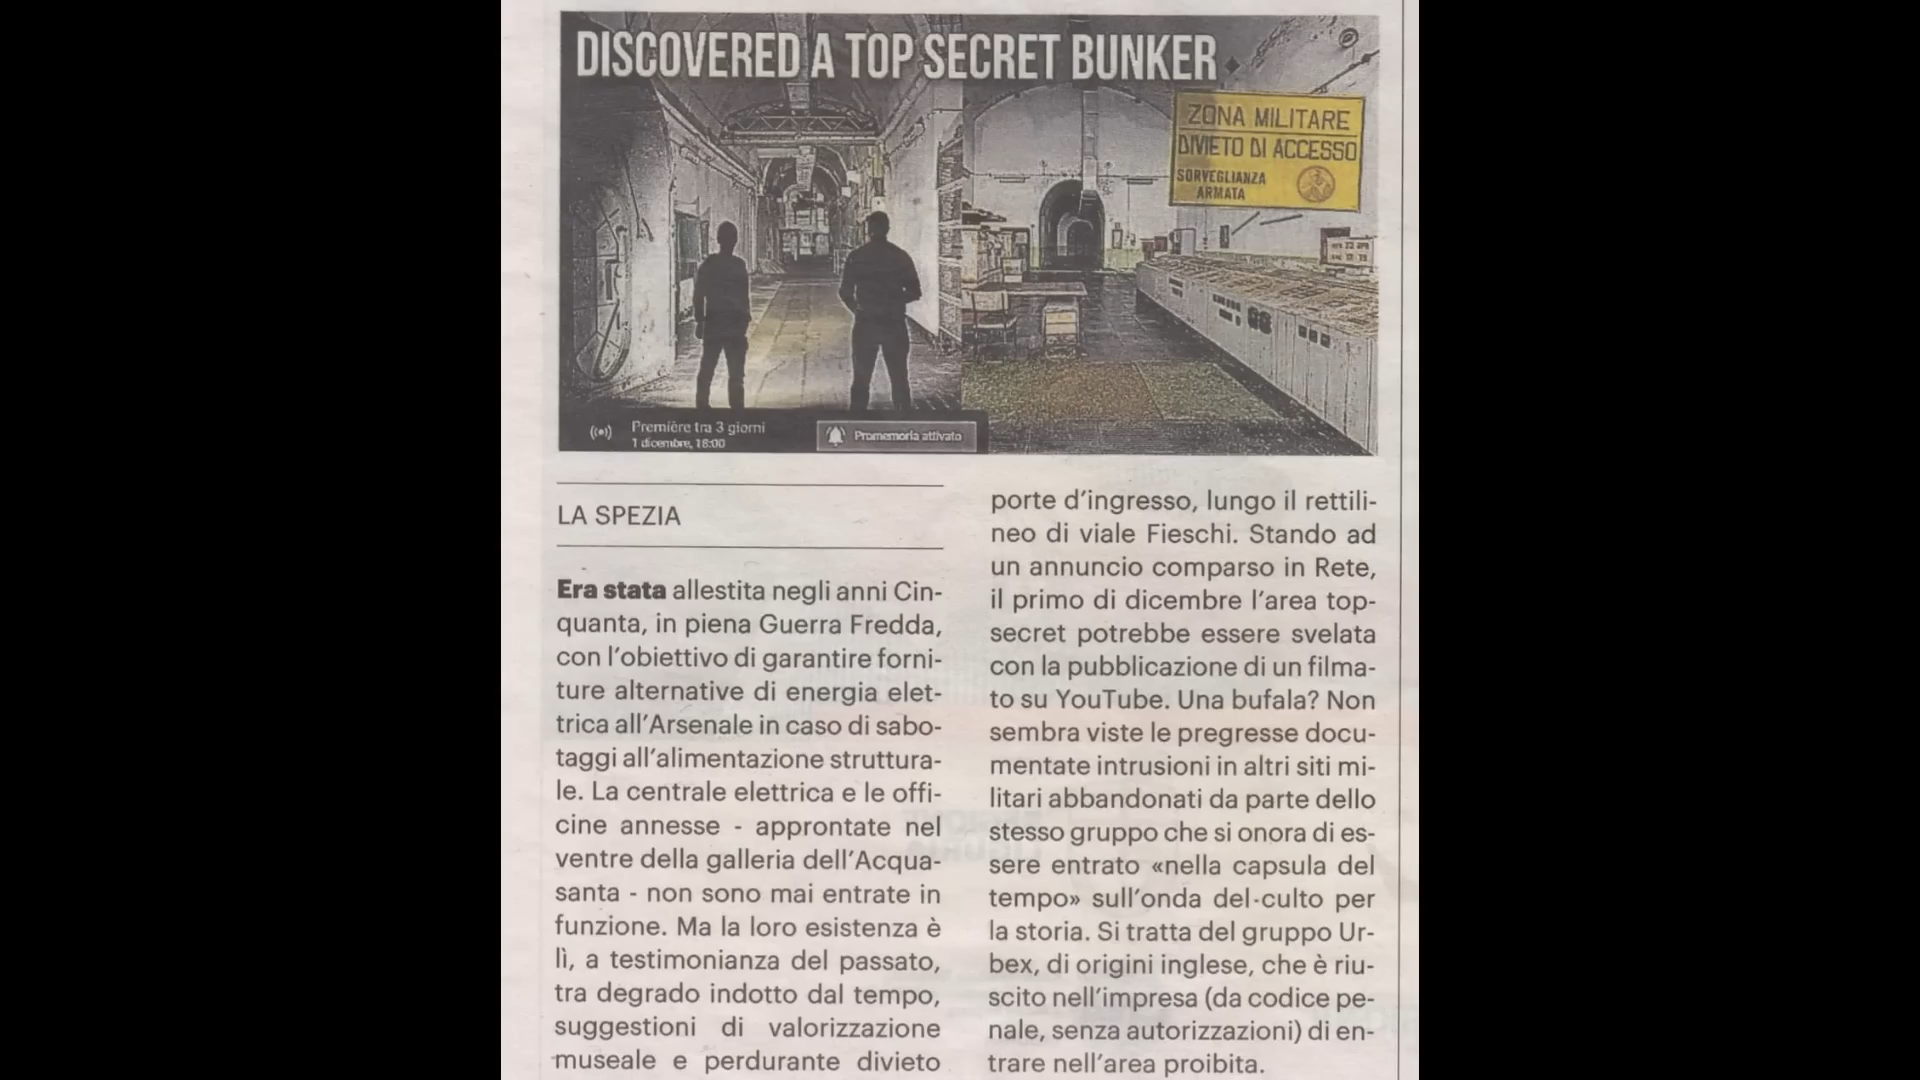 DISCOVERED A TOP SECRET BUNKER
ZONA MILITARE
DIVIETO DI ACCESSO
SORVEGLIANZA
ARMATA
Première tra 3 giorni
1 dicembre, 18:00
Promemoria attivato
LA SPEZIA
Era stata allestita negli anni Cin-
quanta, in piena Guerra Fredda,
con l'obiettivo di garantire forni-
ture alternative di energia elet-
trica all'Arsenale in caso di sabo-
taggi all'alimentazione struttura-
le. La centrale elettrica e le offi-
cine annesse - approntate nel
ventre della galleria dell'Acqua-
santa - non sono mai entrate in
funzione. Ma la loro esistenza è
lì, a testimonianza del passato,
tra degrado indotto dal tempo,
suggestioni di valorizzazione
museale e perdurante divieto
porte d'ingresso, lungo il rettili-
neo di viale Fieschi. Stando ad
un annuncio comparso in Rete,
il primo di dicembre l'area top-
secret potrebbe essere svelata
con la pubblicazione di un filma-
to su YouTube. Una bufala? Non
sembra viste le pregresse docu-
mentate intrusioni in altri siti mi-
litari abbandonati da parte dello
stesso gruppo che si onora di es-
sere entrato «nella capsula del
tempo» sull'onda del culto per
la storia. Si tratta del gruppo Ur-
bex, di origini inglese, che è riu-
scito nell'impresa (da codice pe-
nale, senza autorizzazioni) di en-
trare nell'area proibita.